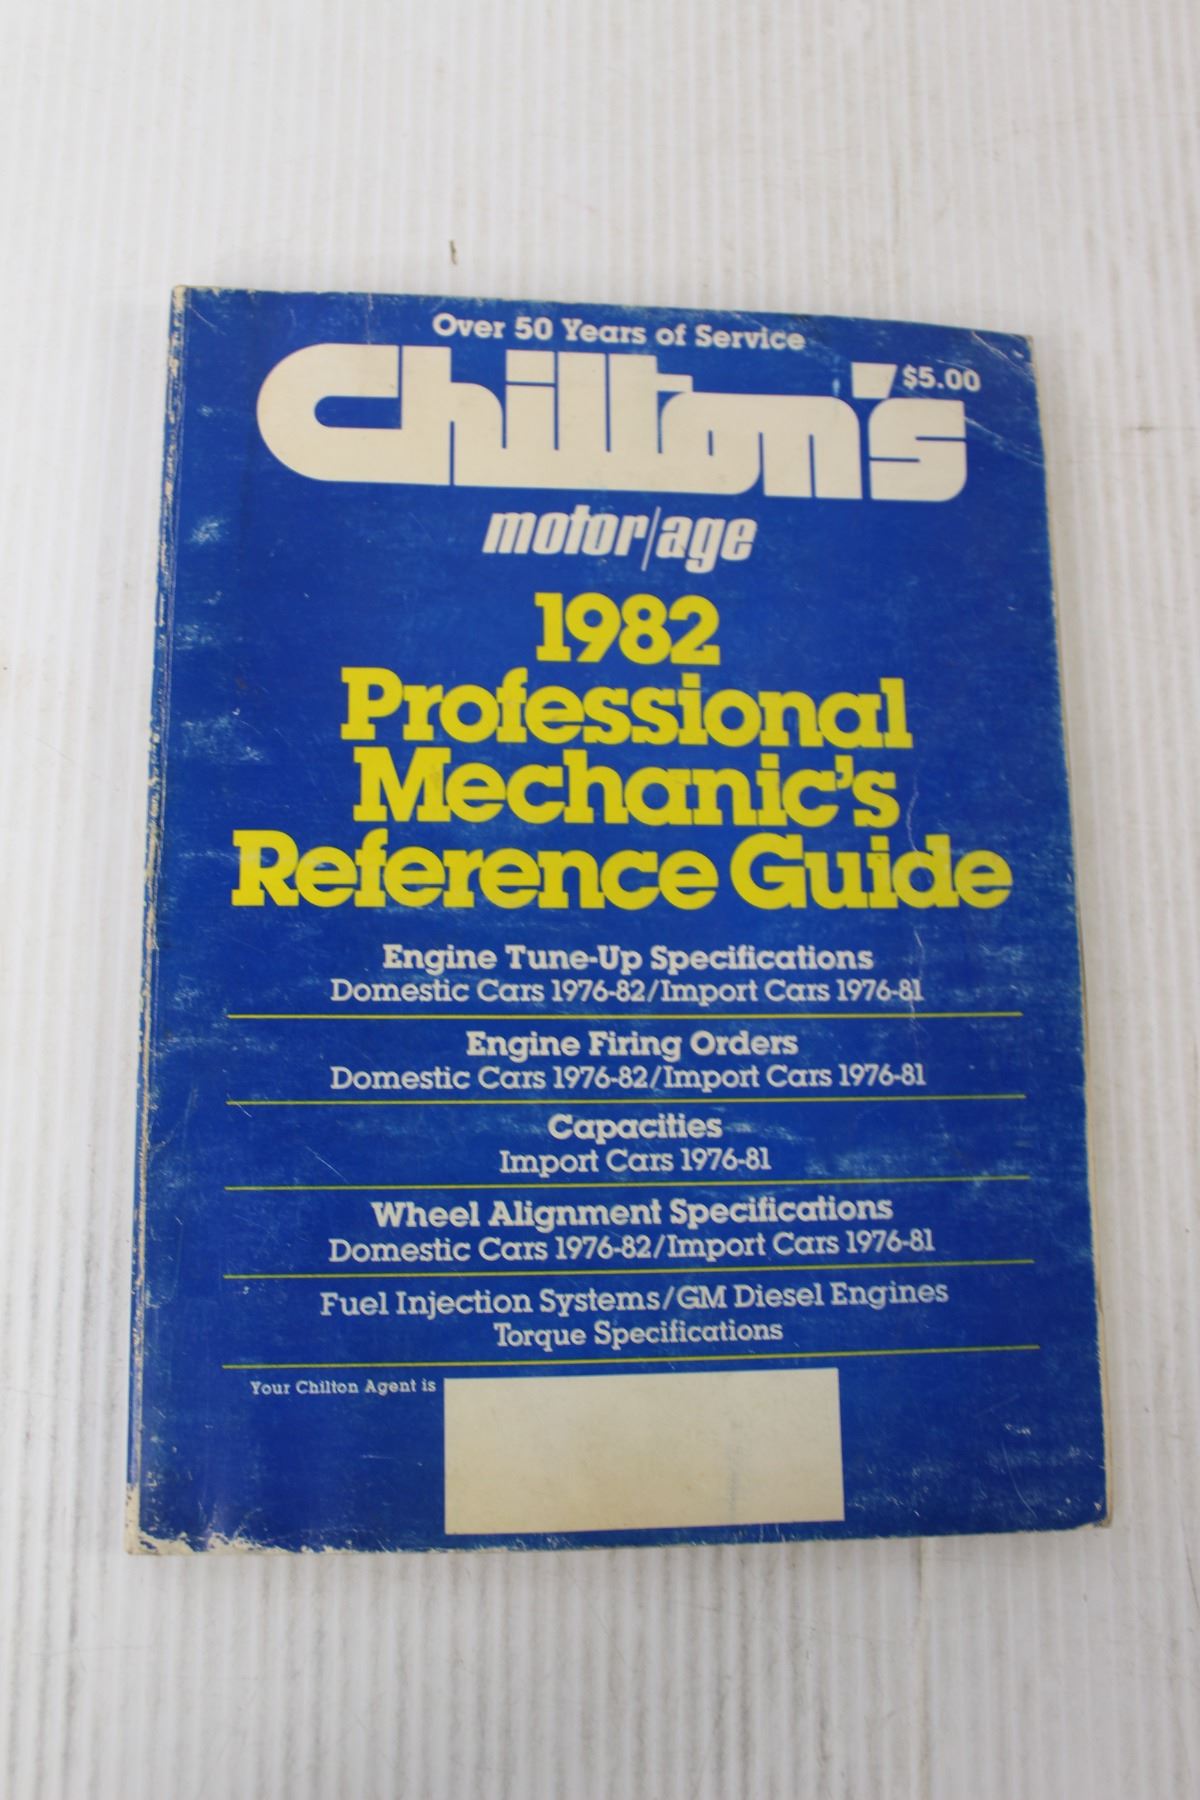 Over 50 Years of Service
Chilton's
$5.00
motor/age
1982
Professional
Mechanic's
Reference Guide
Engine Tune-Up Specifications
Domestic Cars 1976-82/Import Cars 1976-81
Engine Firing Orders
Domestic Cars 1976-82/Import Cars 1976-81
Capacities
Import Cars 1976-81
Wheel Alignment Specifications
Domestic Cars 1976-82/Import Cars 1976-81
Fuel Injection Systems/GM Diesel Engines
Torque Specifications
Your Chilton Agent is